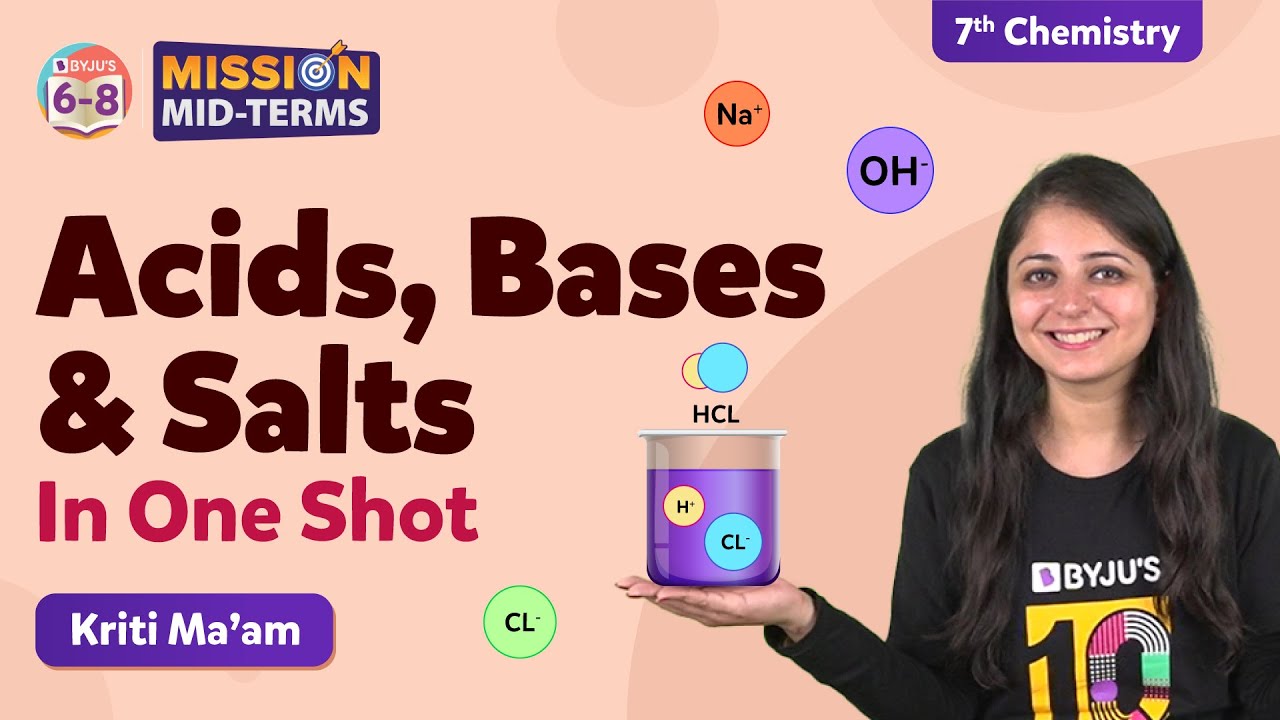 BYJU'S
6-8
MISSION
MID-TERMS
7th Chemistry
Na+
OH-
Acids, Bases
& Salts
In One Shot
HCL
H+
CL-
CL-
Kriti Ma’am
BYJU'S
10